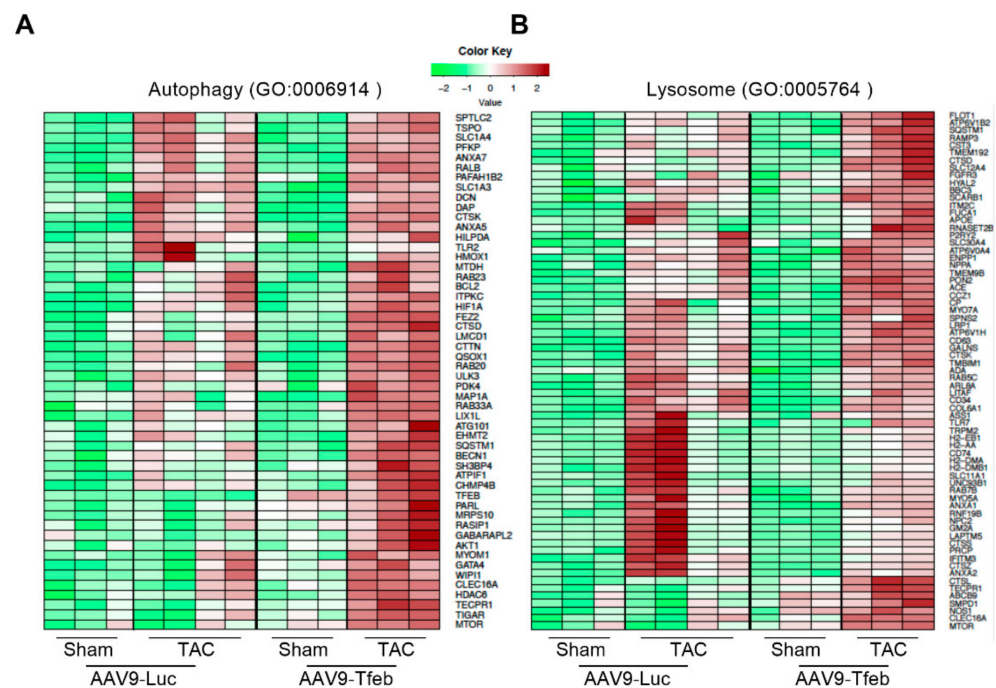 A
B
Color Key
-2 -1 0 1 2
Value
Autophagy (GO:0006914 )
Lysosome (GO:0005764 )
SPTLC2
TSPO
SLC1A4
PFKP
ANXA7
RALB
PAFAH1B2
SLC1A3
DCN
DAP
CTSK
ANXA5
HILPDA
TLR2
HMOX1
MTDH
RAB23
BCL2
ITPKC
HIF1A
FEZ2
CTSD
LMCD1
CTTN
QSOX1
RAB20
ULK3
PDK4
MAP1A
RAB33A
LIX1L
ATG101
EHMT2
SQSTM1
BECN1
SH3BP4
ATPIF1
CHMP4B
TFEB
PARL
MRPS10
RASIP1
GABARAPL2
AKT1
MYOM1
GATA4
WIPI1
CLEC16A
HDAC6
TECPR1
TIGAR
MTOR
FLOT1
ATP6V1B2
SQSTM1
RAMP3
CST3
TMEM192
CTSD
SLC12A4
FGFR3
HYAL2
BBC3
SCARB1
ITM2C
FUCA1
APOE
RNASET2B
P2RY2
SLC30A4
ATP6V0A4
ENPP1
NPPA
TMEM9B
PON2
ACE
CCZ1
CP
MYO7A
SPNS2
LRP1
ATP6V1H
CD63
GALNS
CTSK
TMBIM1
ADA
RAB5C
ARL8A
LITAF
CD34
COL6A1
ASS1
TLR7
TRPM2
H2-EB1
H2-AA
CD74
H2-DMA
H2-DMB1
SLC11A1
UNC93B1
RAB7B
MYO5A
ANXA1
RNF19B
NPC2
GM2A
LAPTM5
CTSS
PRCP
IFITM3
CTSZ
ANXA2
CTSL
TECPR1
ABCB9
SMPD1
NOS1
CLEC16A
MTOR
Sham TAC Sham TAC
AAV9-Luc AAV9-Tfeb
Sham TAC Sham TAC
AAV9-Luc AAV9-Tfeb